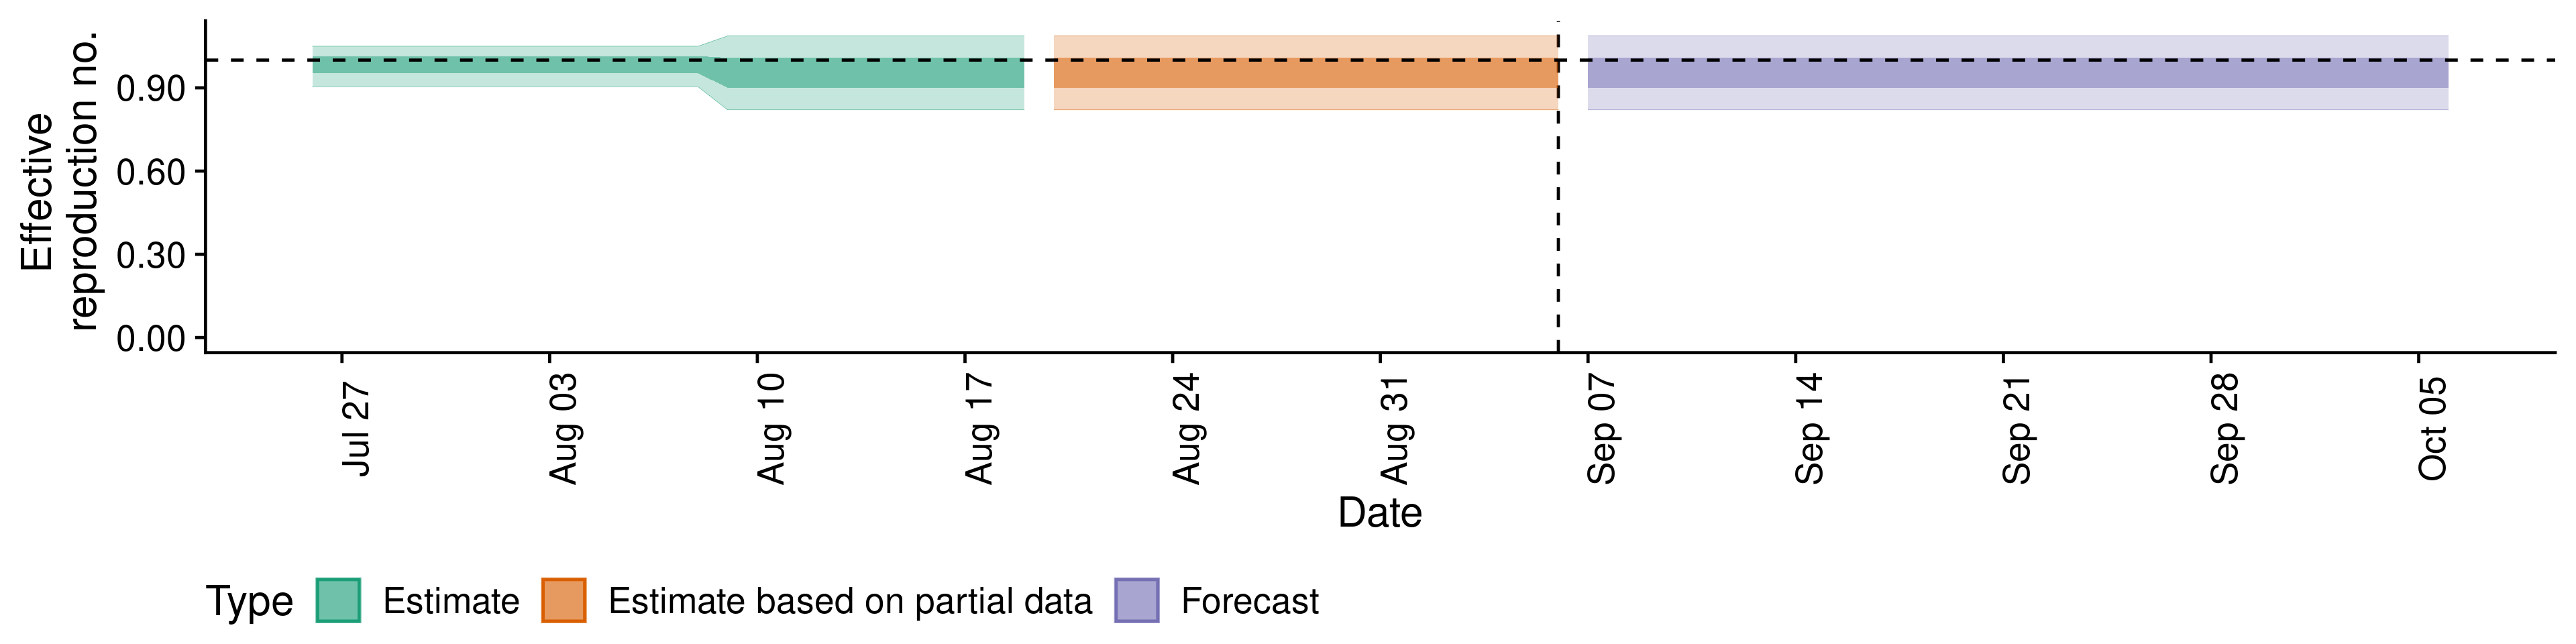 Effective
reproduction no.
0.90
0.60
0.30
0.00
Jul 27
Aug 03
Aug 10
Aug 17
Aug 24
Aug 31
Sep 07
Sep 14
Sep 21
Sep 28
Oct 05
Date
Type Estimate Estimate based on partial data Forecast